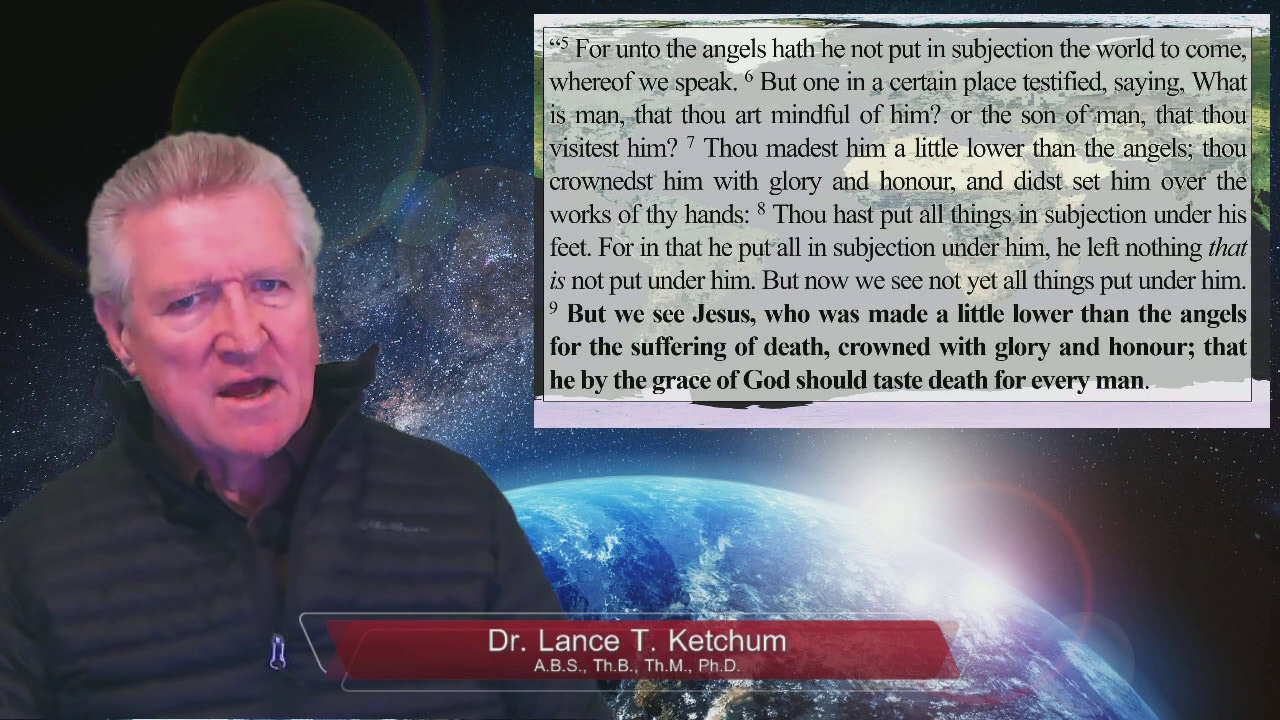 “⁵ For unto the angels hath he not put in subjection the world to come,
whereof we speak. ⁶ But one in a certain place testified, saying, What
is man, that thou art mindful of him? or the son of man, that thou
visitest him? ⁷ Thou madest him a little lower than the angels; thou
crownedst him with glory and honour, and didst set him over the
works of thy hands: ⁸ Thou hast put all things in subjection under his
feet. For in that he put all in subjection under him, he left nothing that
is not put under him. But now we see not yet all things put under him.
⁹ But we see Jesus, who was made a little lower than the angels
for the suffering of death, crowned with glory and honour; that
he by the grace of God should taste death for every man.
Dr. Lance T. Ketchum
A.B.S., Th.B., Th.M., Ph.D.